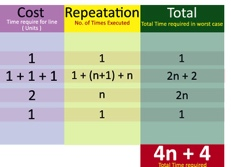 Cost Repeatation Total
Time require for line No. of Times Executed Total Time required in worst case
( Units )
1 1 1
1 + 1 + 1 1 + (n+1) + n 2n + 2
2 n 2n
1 1 1
4n + 4
Total Time required